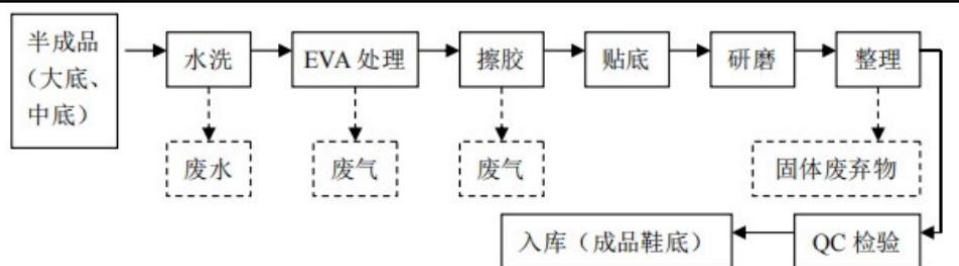 半成品
（大底、
中底）
水洗
EVA 处理
擦胶
贴底
研磨
整理
废水
废气
废气
固体废弃物
入库（成品鞋底）
QC 检验